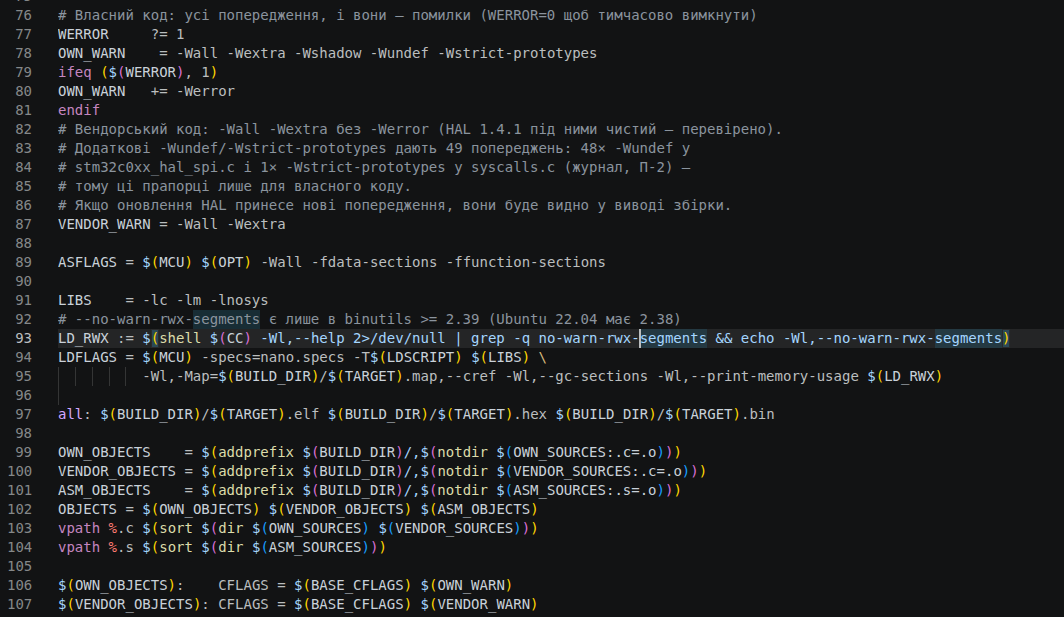 76 # Власний код: усі попередження, і вони — помилки (WERROR=0 щоб тимчасово вимкнути)
77 WERROR     ?= 1
78 OWN_WARN    = -Wall -Wextra -Wshadow -Wundef -Wstrict-prototypes
79 ifeq ($(WERROR), 1)
80 OWN_WARN   += -Werror
81 endif
82 # Вендорський код: -Wall -Wextra без -Werror (HAL 1.4.1 під ними чистий — перевірено).
83 # Додаткові -Wundef/-Wstrict-prototypes дають 49 попереджень: 48× -Wundef у
84 # stm32c0xx_hal_spi.c і 1× -Wstrict-prototypes у syscalls.c (журнал, П-2) —
85 # тому ці прапорці лише для власного коду.
86 # Якщо оновлення HAL принесе нові попередження, вони буде видно у виводі збірки.
87 VENDOR_WARN = -Wall -Wextra
88
89 ASFLAGS = $(MCU) $(OPT) -Wall -fdata-sections -ffunction-sections
90
91 LIBS    = -lc -lm -lnosys
92 # --no-warn-rwx-segments є лише в binutils >= 2.39 (Ubuntu 22.04 має 2.38)
93 LD_RWX := $(shell $(CC) -Wl,--help 2>/dev/null | grep -q no-warn-rwx-segments && echo -Wl,--no-warn-rwx-segments)
94 LDFLAGS = $(MCU) -specs=nano.specs -T$(LDSCRIPT) $(LIBS) \
95           -Wl,-Map=$(BUILD_DIR)/$(TARGET).map,--cref -Wl,--gc-sections -Wl,--print-memory-usage $(LD_RWX)
96
97 all: $(BUILD_DIR)/$(TARGET).elf $(BUILD_DIR)/$(TARGET).hex $(BUILD_DIR)/$(TARGET).bin
98
99 OWN_OBJECTS    = $(addprefix $(BUILD_DIR)/,$(notdir $(OWN_SOURCES:.c=.o)))
100 VENDOR_OBJECTS = $(addprefix $(BUILD_DIR)/,$(notdir $(VENDOR_SOURCES:.c=.o)))
101 ASM_OBJECTS    = $(addprefix $(BUILD_DIR)/,$(notdir $(ASM_SOURCES:.s=.o)))
102 OBJECTS = $(OWN_OBJECTS) $(VENDOR_OBJECTS) $(ASM_OBJECTS)
103 vpath %.c $(sort $(dir $(OWN_SOURCES) $(VENDOR_SOURCES)))
104 vpath %.s $(sort $(dir $(ASM_SOURCES)))
105
106 $(OWN_OBJECTS):    CFLAGS = $(BASE_CFLAGS) $(OWN_WARN)
107 $(VENDOR_OBJECTS): CFLAGS = $(BASE_CFLAGS) $(VENDOR_WARN)